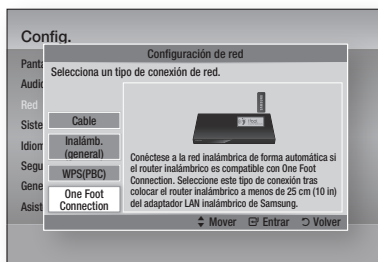 Config.
Configuración de red
Panta
Selecciona un tipo de conexión de red.
Audio
Red
Siste
Idiom
Segu
Gene
Asist
Cable
Inalámb.
(general)
WPS(PBC)
One Foot
Connection
Conéctese a la red inalámbrica de forma automática si
el router inalámbrico es compatible con One Foot
Connection. Seleccione este tipo de conexión tras
colocar el router inalámbrico a menos de 25 cm (10 in)
del adaptador LAN inalámbrico de Samsung.
Mover Entrar Volver